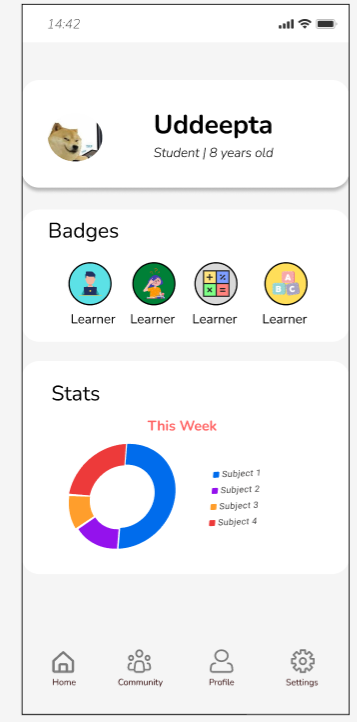 14:42
Uddeepta
Student | 8 years old
Badges
Learner Learner Learner Learner
Stats
This Week
Subject 1
Subject 2
Subject 3
Subject 4
Home Community Profile Settings